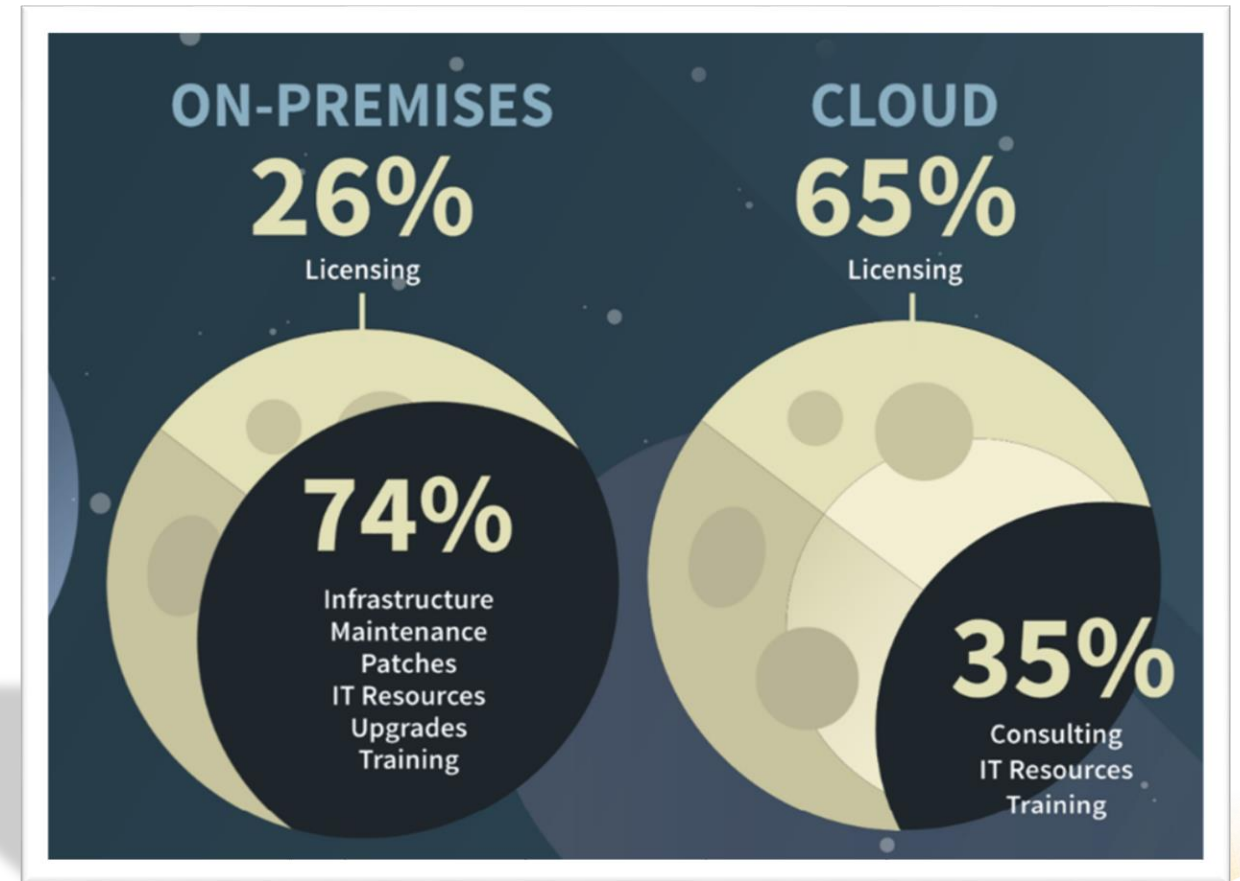 ON-PREMISES
26%
Licensing
74%
Infrastructure
Maintenance
Patches
IT Resources
Upgrades
Training
CLOUD
65%
Licensing
35%
Consulting
IT Resources
Training